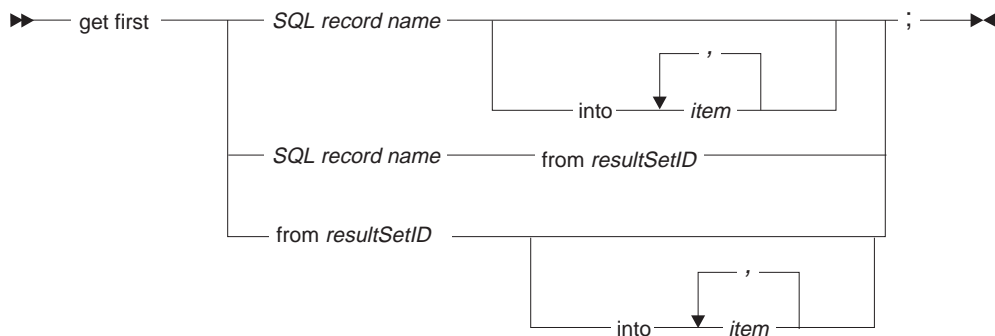 get first SQL record name ;
,
into item
SQL record name from resultSetID
from resultSetID
,
into item